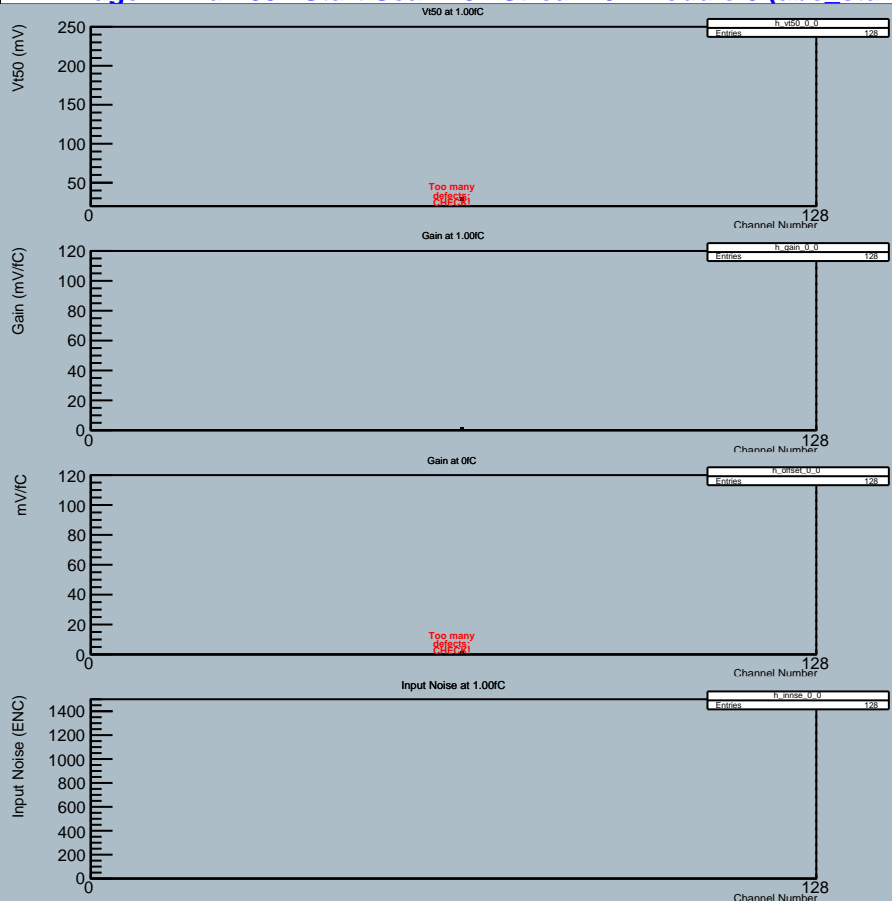 Vt50 at 1.00fC
h_vt50_0_0
Entries 128
Vt50 (mV)
250
200
150
100
50
Too many
defects;
CHECK!
0
128
Channel Number
Gain at 1.00fC
h_gain_0_0
Entries 128
Gain (mV/fC)
120
100
80
60
40
20
0
0
128
Channel Number
Gain at 0fC
h_offset_0_0
Entries 128
mV/fC
120
100
80
60
40
20
0
Too many
defects;
CHECK!
0
128
Channel Number
Input Noise at 1.00fC
h_innse_0_0
Entries 128
Input Noise (ENC)
1400
1200
1000
800
600
400
200
0
0
128
Channel Number